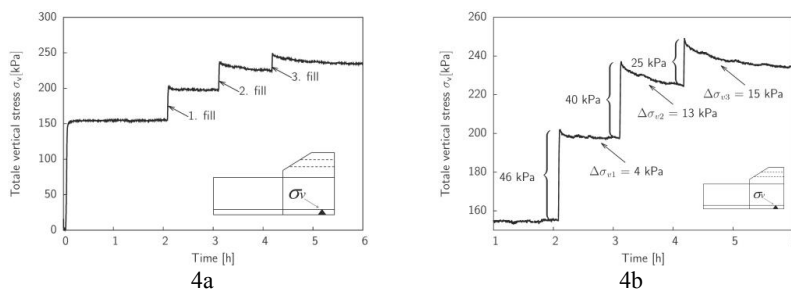 Totale vertical stress σᵥ[kPa]
300
250
200
150
100
50
0
0
1
2
3
4
5
6
Time [h]
1. fill
2. fill
3. fill
σᵥ
4a
Totale vertical stress σᵥ[kPa]
260
240
220
200
180
160
1
2
3
4
5
6
Time [h]
46 kPa
40 kPa
25 kPa
Δσᵥ₁ = 4 kPa
Δσᵥ₂ = 13 kPa
Δσᵥ₃ = 15 kPa
σᵥ
4b